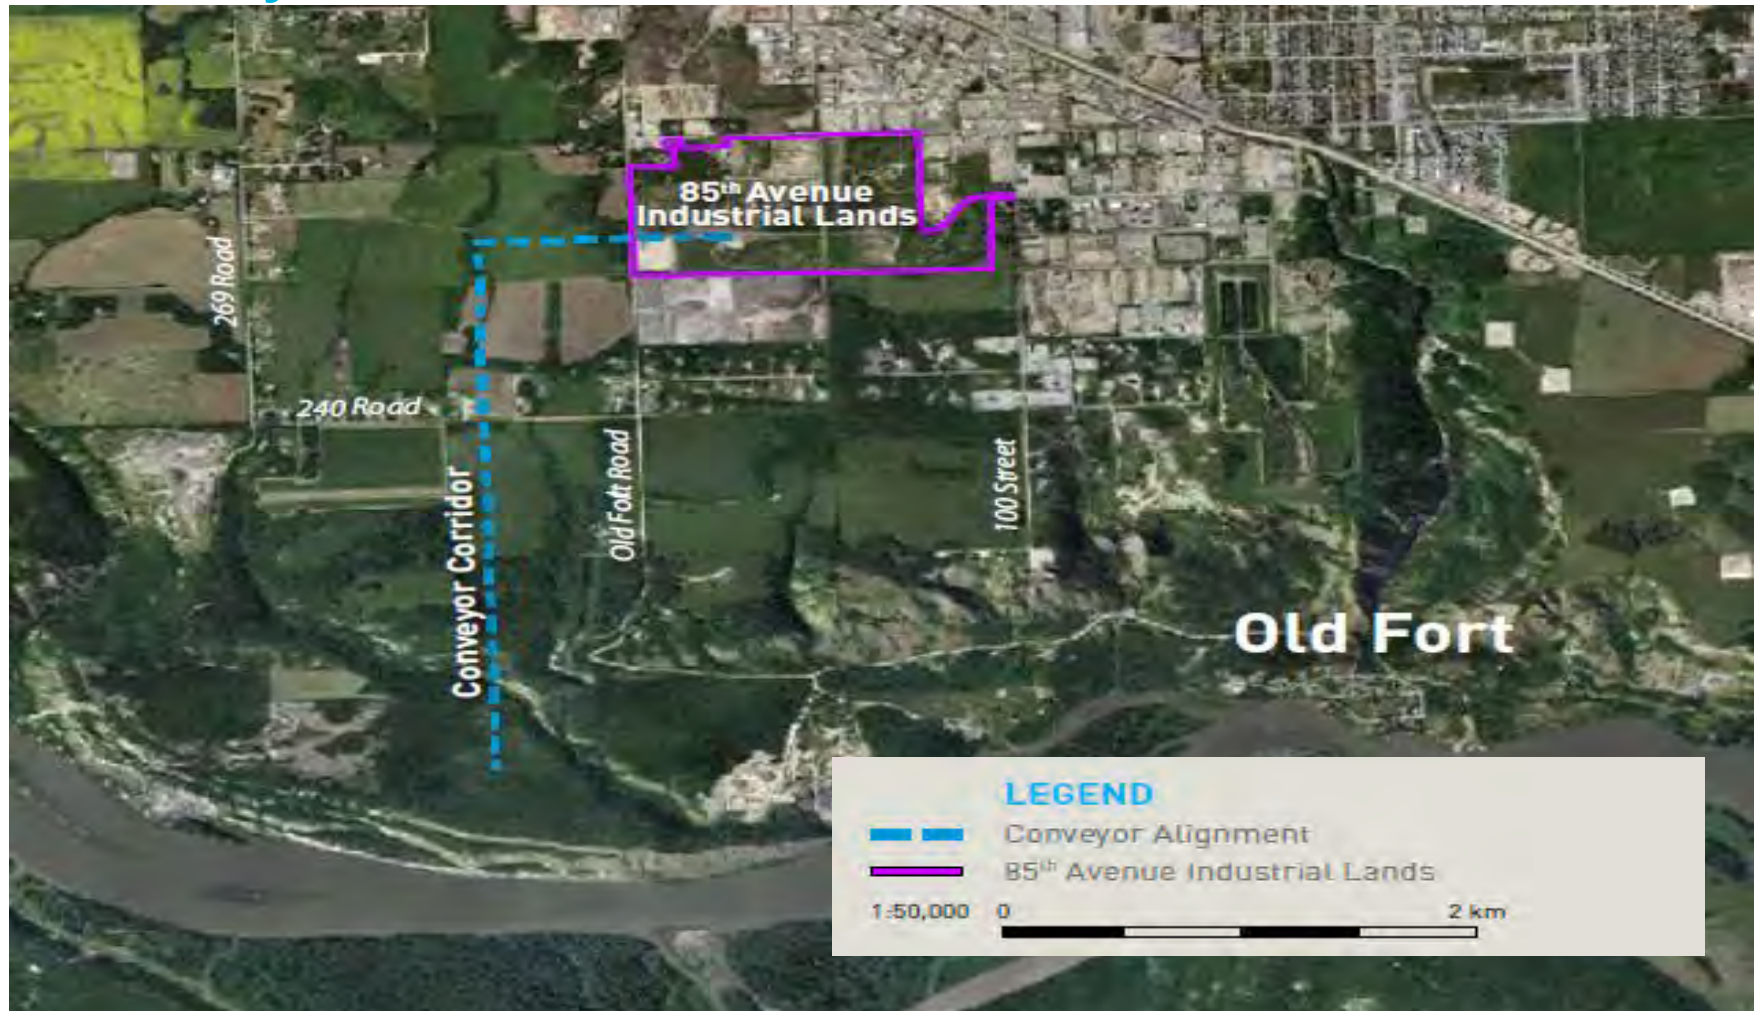 85th Avenue
Industrial Lands
269 Road
240 Road
Conveyor Corridor
Old Fort Road
100 Street
Old Fort
LEGEND
Conveyor Alignment
85th Avenue Industrial Lands
1:50,000 0 2 km